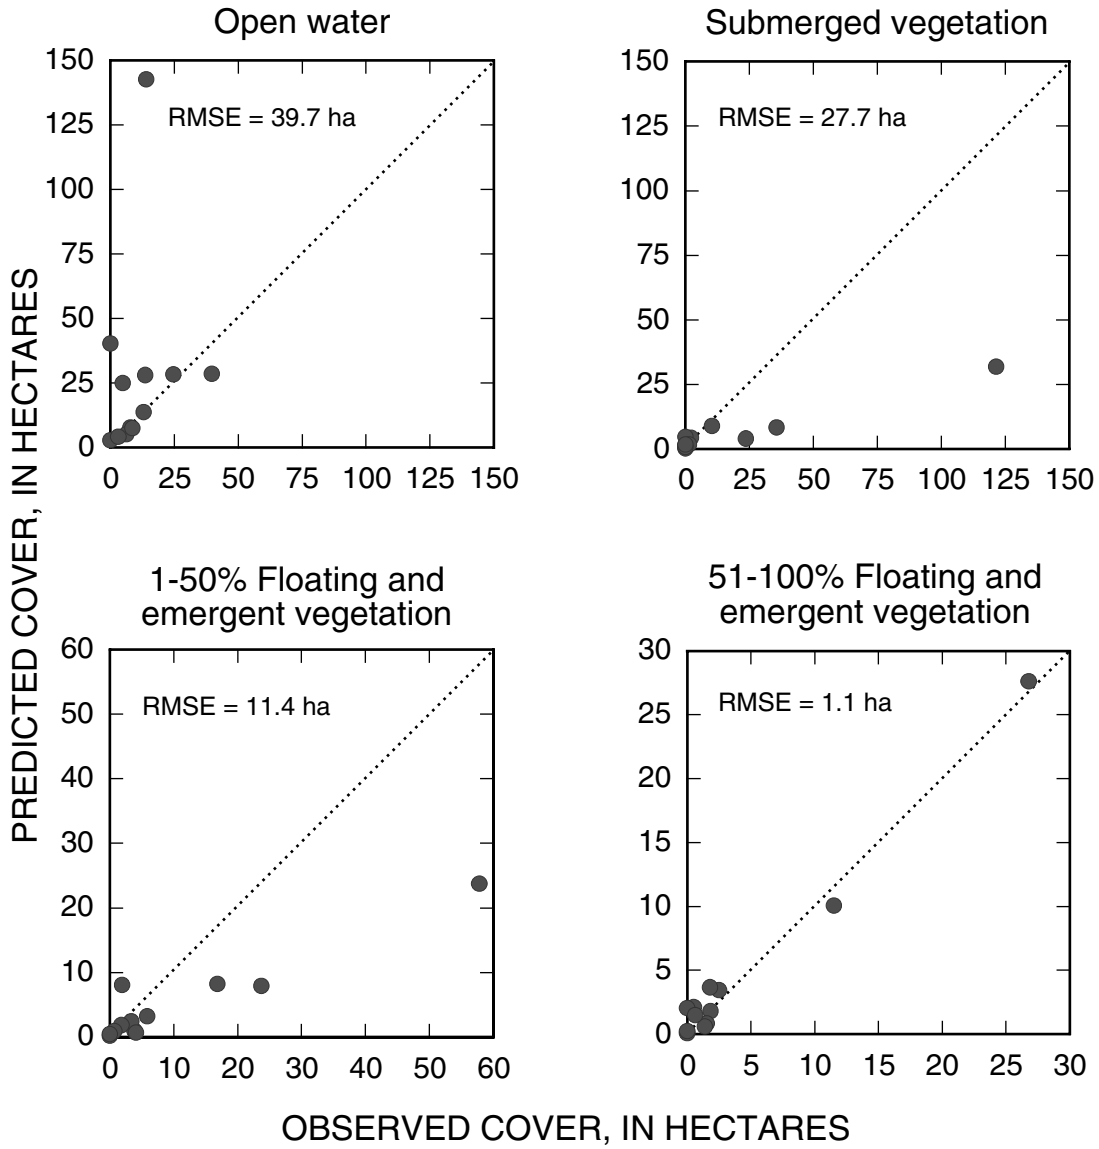 Open water
150
125
100
75
50
25
0
0 25 50 75 100 125 150
RMSE = 39.7 ha
Submerged vegetation
150
125
100
75
50
25
0
0 25 50 75 100 125 150
RMSE = 27.7 ha
1-50% Floating and
emergent vegetation
60
50
40
30
20
10
0
0 10 20 30 40 50 60
RMSE = 11.4 ha
51-100% Floating and
emergent vegetation
30
25
20
15
10
5
0
0 5 10 15 20 25 30
RMSE = 1.1 ha
PREDICTED COVER, IN HECTARES
OBSERVED COVER, IN HECTARES